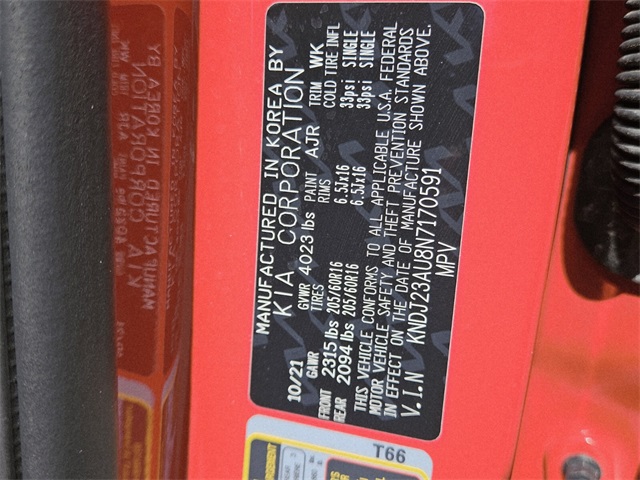 MANUFACTURED IN KOREA BY
KIA CORPORATION
10/21 GVWR 4023 lbs PAINT AJR TRIM WK
GAWR TIRES RIMS COLD TIRE INFL
FRONT 2315 lbs 205/60R16 6.5Jx16 33psi SINGLE
REAR 2094 lbs 205/60R16 6.5Jx16 33psi SINGLE
THIS VEHICLE CONFORMS TO ALL APPLICABLE U.S.A. FEDERAL
MOTOR VEHICLE SAFETY AND THEFT PREVENTION STANDARDS
IN EFFECT ON THE DATE OF MANUFACTURE SHOWN ABOVE.
V.I.N KNDJ23AU8N7170591
MPV
T66